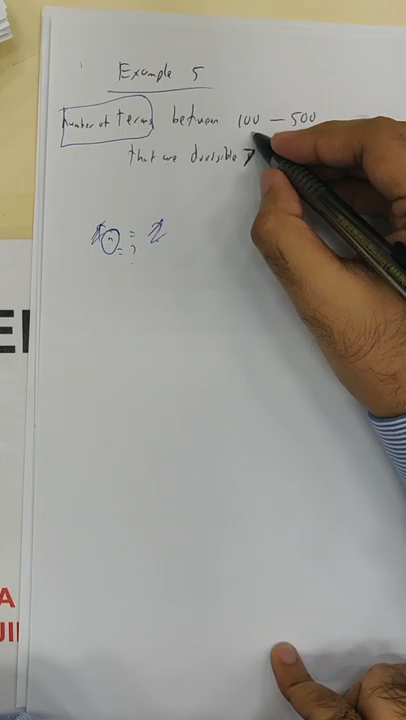 Example 5
number of terms between 100 — 500
that are divisible 7
n = ?